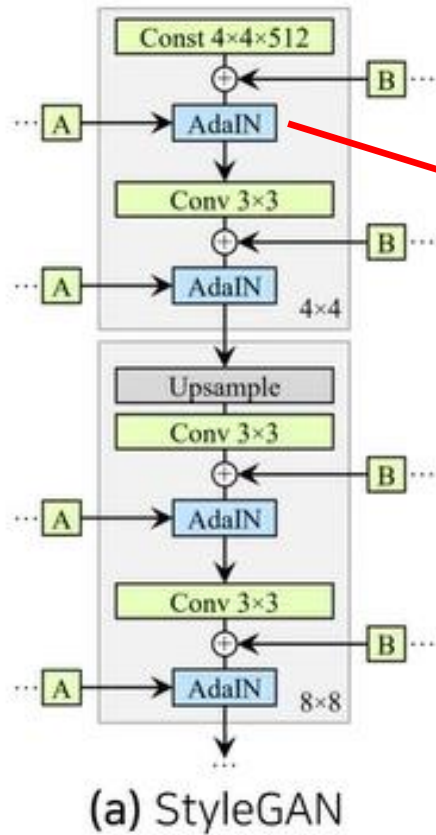 Const 4×4×512
+
B ...
... A
AdaIN
Conv 3×3
+
B ...
... A
AdaIN
4×4
Upsample
Conv 3×3
+
B ...
... A
AdaIN
Conv 3×3
+
B ...
... A
AdaIN
8×8
...
(a) StyleGAN